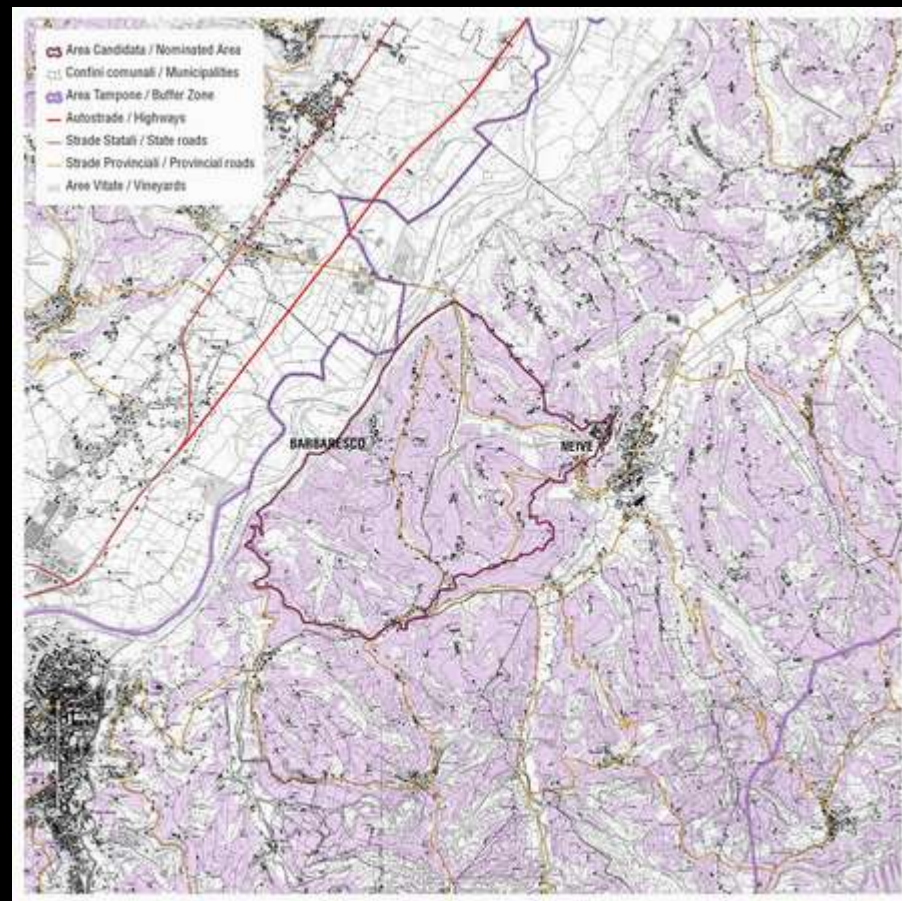 Area Candidata / Nominated Area
Confini comunali / Municipalites
Area Tampone / Buffer Zone
Autostrade / Highways
Strade Statali / State roads
Strade Provinciali / Provincial roads
Aree Vitate / Vineyards
BARBARESCO
NEIVE